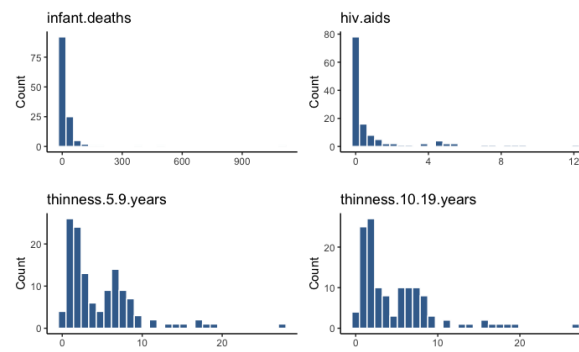 infant.deaths
hiv.aids
Count
75
50
25
0
0 300 600 900
Count
80
60
40
20
0
0 4 8 12
thinness.5.9.years
thinness.10.19.years
Count
20
10
0
0 10 20
Count
20
10
0
0 10 20